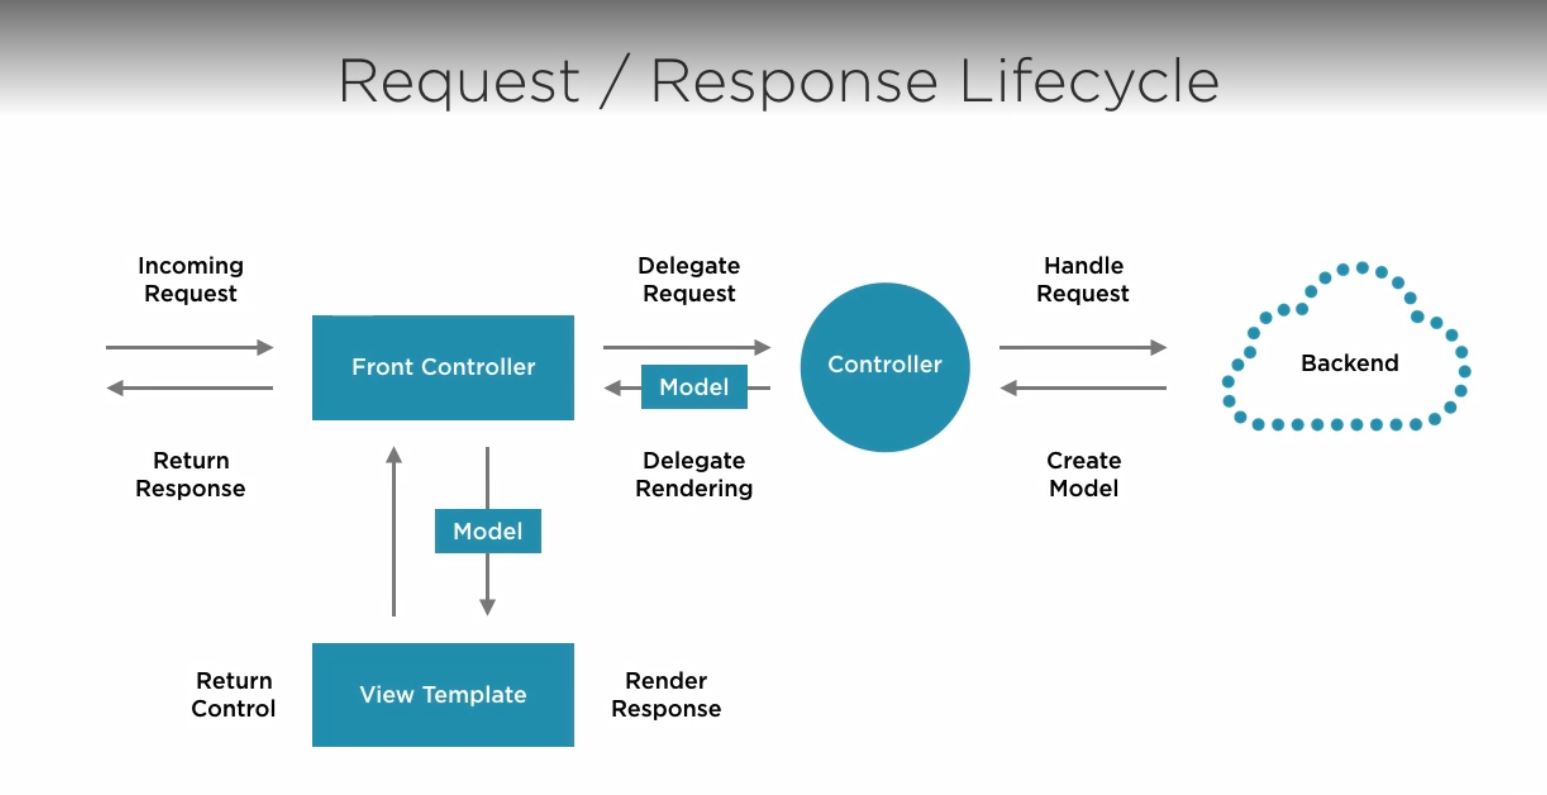 Request / Response Lifecycle
Incoming
Request
Delegate
Request
Handle
Request
Front Controller
Model
Controller
Backend
Return
Response
Delegate
Rendering
Create
Model
Model
Return
Control
View Template
Render
Response